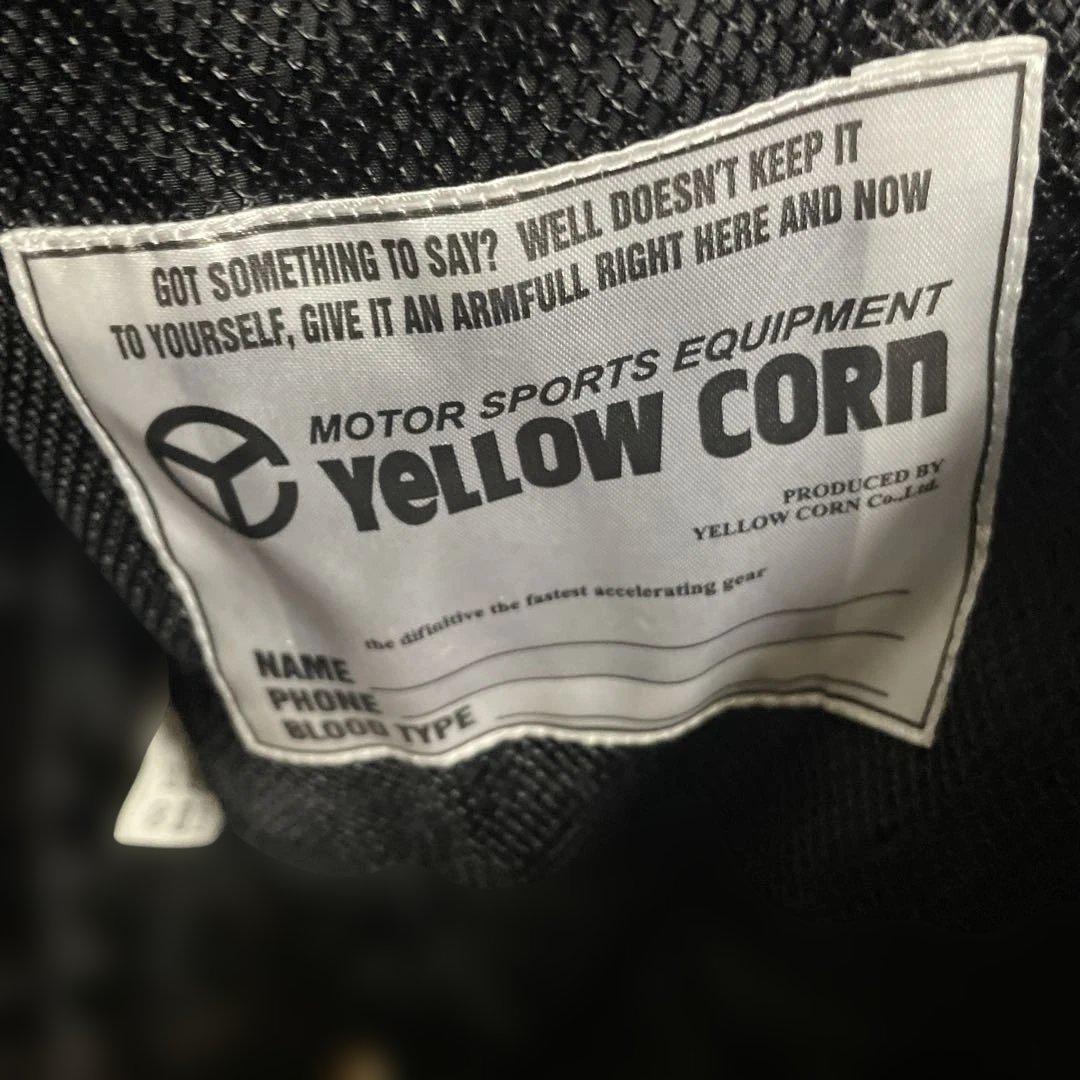 GOT SOMETHING TO SAY? WELL DOESN'T KEEP IT
TO YOURSELF, GIVE IT AN ARMFULL RIGHT HERE AND NOW
MOTOR SPORTS EQUIPMENT
YeLLOW CORn
PRODUCED BY
YELLOW CORN Co.,Ltd.
the difinitive the fastest accelerating gear
NAME
PHONE
BLOOD TYPE